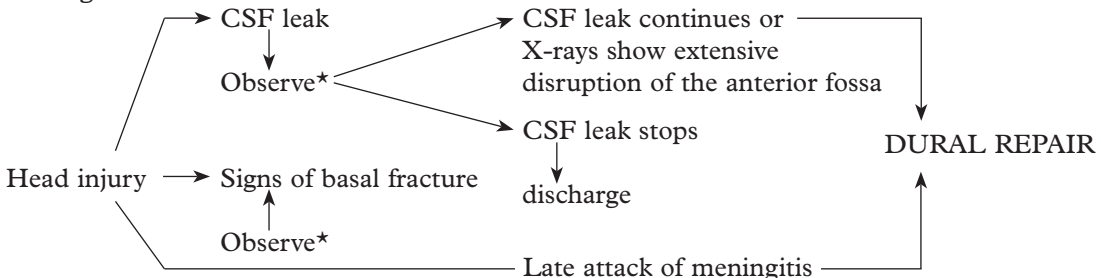 CSF leak
Observe★
CSF leak continues or
X-rays show extensive
disruption of the anterior fossa
CSF leak stops
discharge
DURAL REPAIR
Head injury
Signs of basal fracture
Observe★
Late attack of meningitis